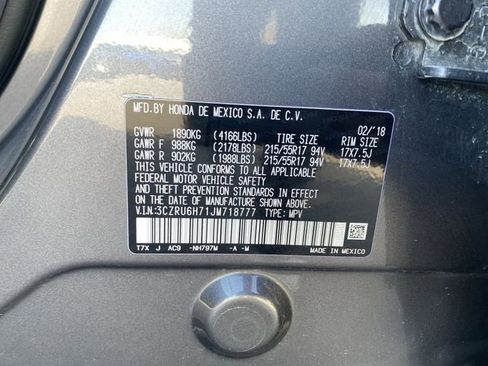 MFD.BY HONDA DE MEXICO S.A. DE C.V.
02/'18
GVWR 1890KG (4166LBS) TIRE SIZE RIM SIZE
GAWR F 988KG (2178LBS) 215/55R17 94V 17X7.5J
GAWR R 902KG (1988LBS) 215/55R17 94V 17X7.5J
THIS VEHICLE CONFORMS TO ALL APPLICABLE
FEDERAL MOTOR VEHICLE SAFETY, BUMPER,
AND THEFT PREVENTION STANDARDS IN EFFECT
ON THE DATE OF MANUFACTURE SHOWN ABOVE.
V.I.N:3CZRU6H71JM718777 TYPE: MPV
T7X J AC9 -NH797M -A -M
MADE IN MEXICO